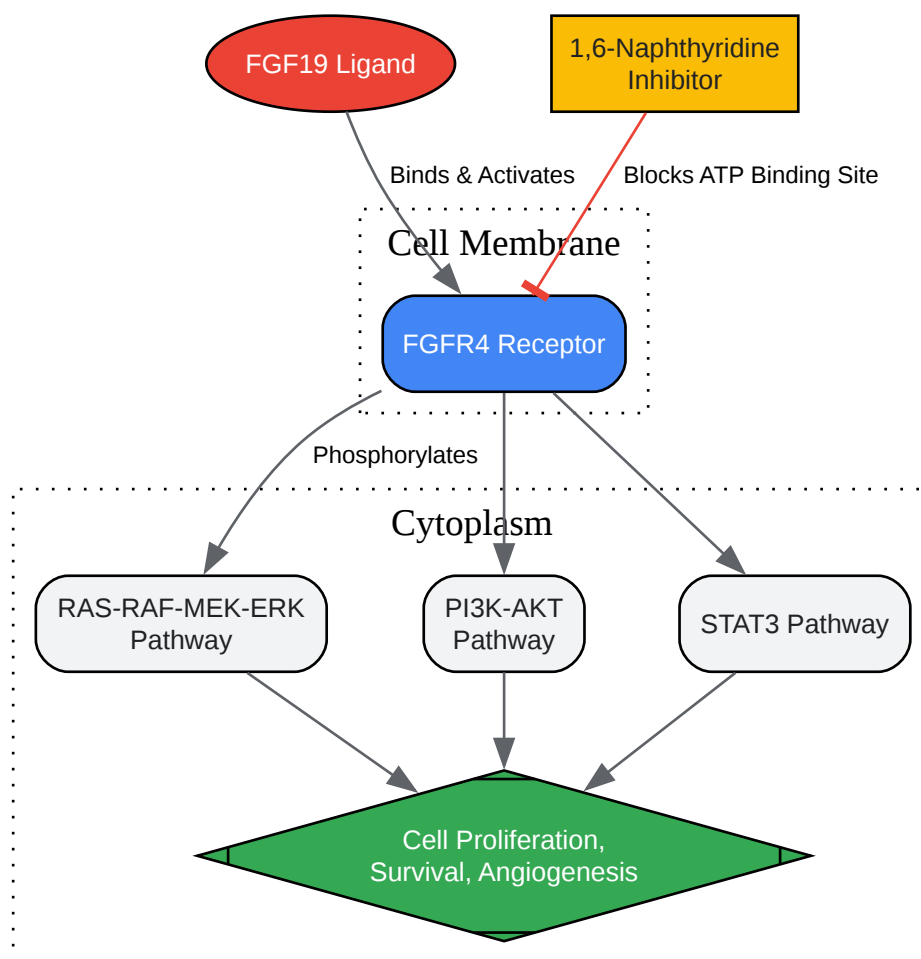 FGF19 Ligand
1,6-Naphthyridine
Inhibitor
Binds & Activates
Blocks ATP Binding Site
Cell Membrane
FGFR4 Receptor
Phosphorylates
Cytoplasm
RAS-RAF-MEK-ERK
Pathway
PI3K-AKT
Pathway
STAT3 Pathway
Cell Proliferation,
Survival, Angiogenesis